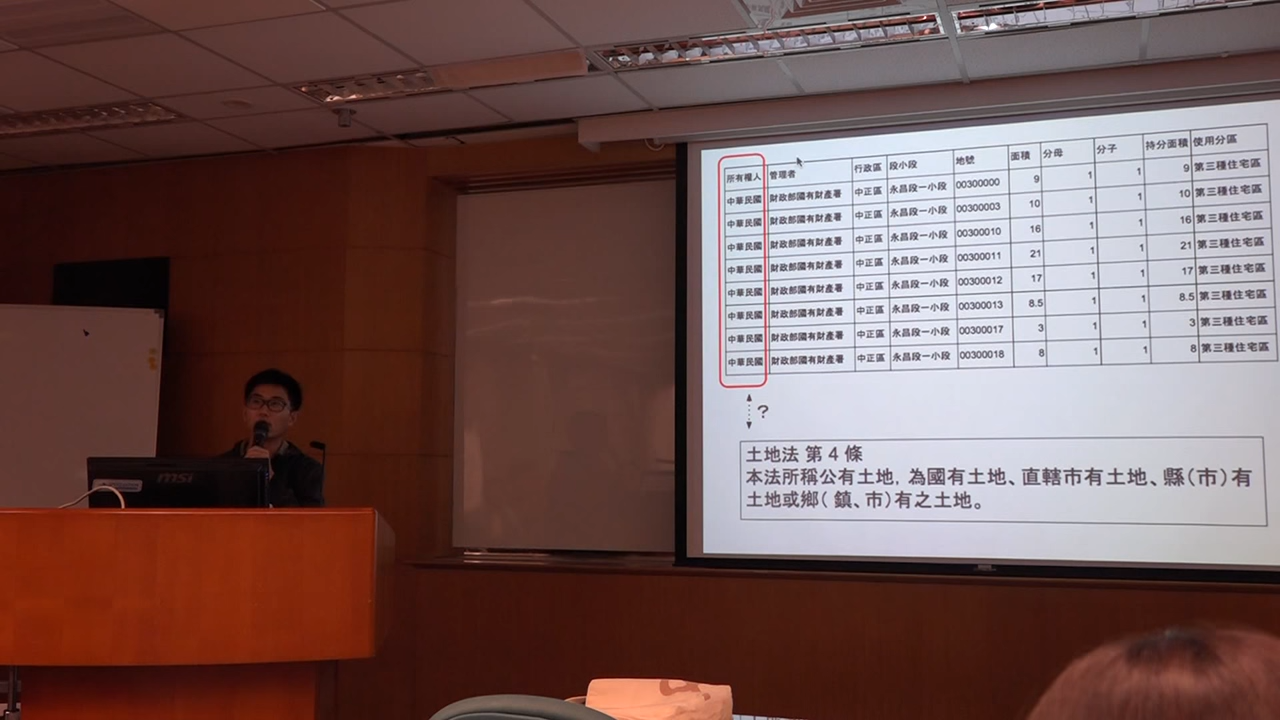 所有權人 管理者 行政區 段小段 地號 面積 分母 分子 持分面積 使用分區
中華民國 財政部國有財產署 中正區 永昌段一小段 00300000 9 1 1 9 第三種住宅區
中華民國 財政部國有財產署 中正區 永昌段一小段 00300003 10 1 1 10 第三種住宅區
中華民國 財政部國有財產署 中正區 永昌段一小段 00300010 16 1 1 16 第三種住宅區
中華民國 財政部國有財產署 中正區 永昌段一小段 00300011 21 1 1 21 第三種住宅區
中華民國 財政部國有財產署 中正區 永昌段一小段 00300012 17 1 1 17 第三種住宅區
中華民國 財政部國有財產署 中正區 永昌段一小段 00300013 8.5 1 1 8.5 第三種住宅區
中華民國 財政部國有財產署 中正區 永昌段一小段 00300017 3 1 1 3 第三種住宅區
中華民國 財政部國有財產署 中正區 永昌段一小段 00300018 8 1 1 8 第三種住宅區
?
土地法 第 4 條
本法所稱公有土地, 為國有土地、直轄市有土地、縣(市)有
土地或鄉( 鎮、市)有之土地。
msi